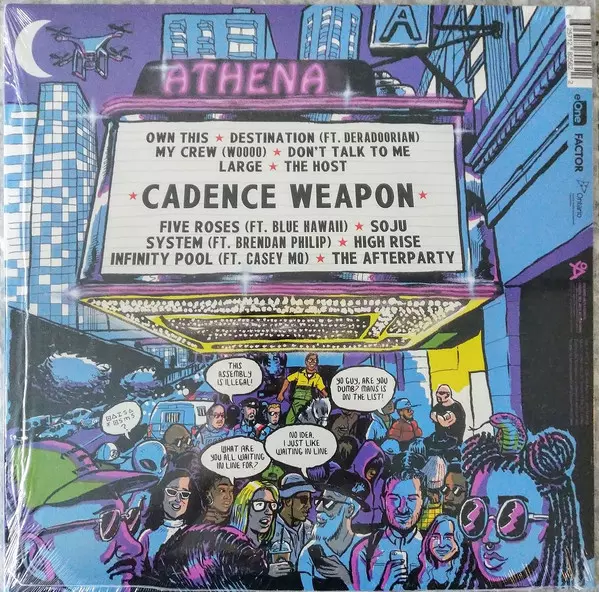 A
ATHENA
OWN THIS ★ DESTINATION (FT. DERADOORIAN)
MY CREW (WOOOO) ★ DON'T TALK TO ME
LARGE ★ THE HOST
★ CADENCE WEAPON ★
FIVE ROSES (FT. BLUE HAWAII) ★ SOJU
SYSTEM (FT. BRENDAN PHILIP) ★ HIGH RISE
INFINITY POOL (FT. CASEY MQ) ★ THE AFTERPARTY
eOne
FACTOR
Ontario
THIS
ASSEMBLY
IS ILLEGAL!
YO GUY, ARE YOU
DUMB? MANS IS
ON THE LIST!
WHAT ARE
YOU ALL WAITING
IN LINE FOR?
NO IDEA.
I JUST LIKE
WAITING IN LINE